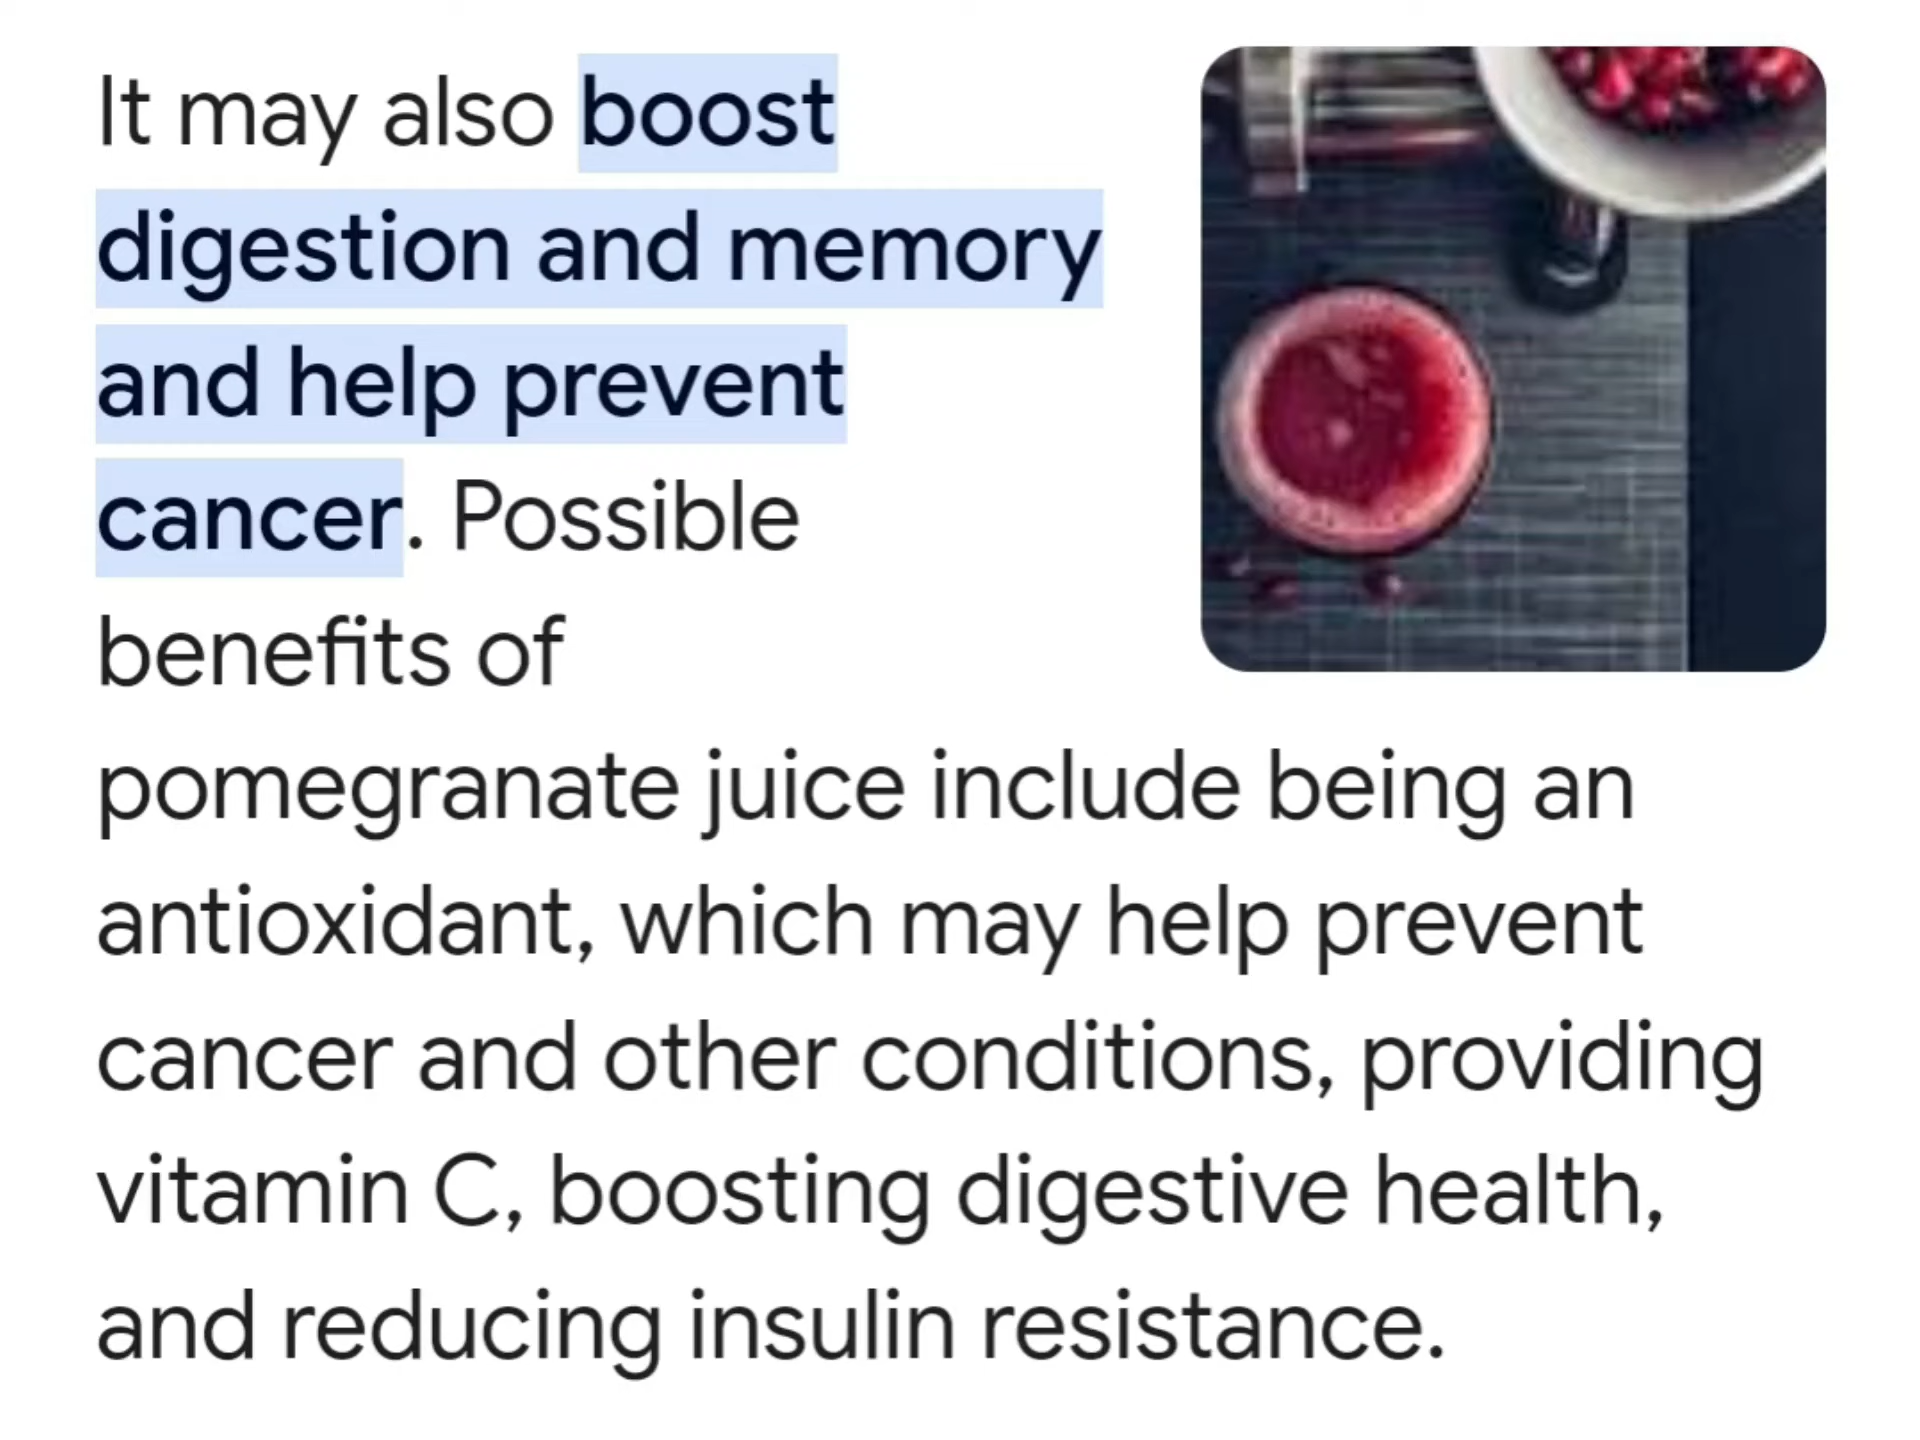 It may also boost
digestion and memory
and help prevent
cancer. Possible
benefits of
pomegranate juice include being an
antioxidant, which may help prevent
cancer and other conditions, providing
vitamin C, boosting digestive health,
and reducing insulin resistance.